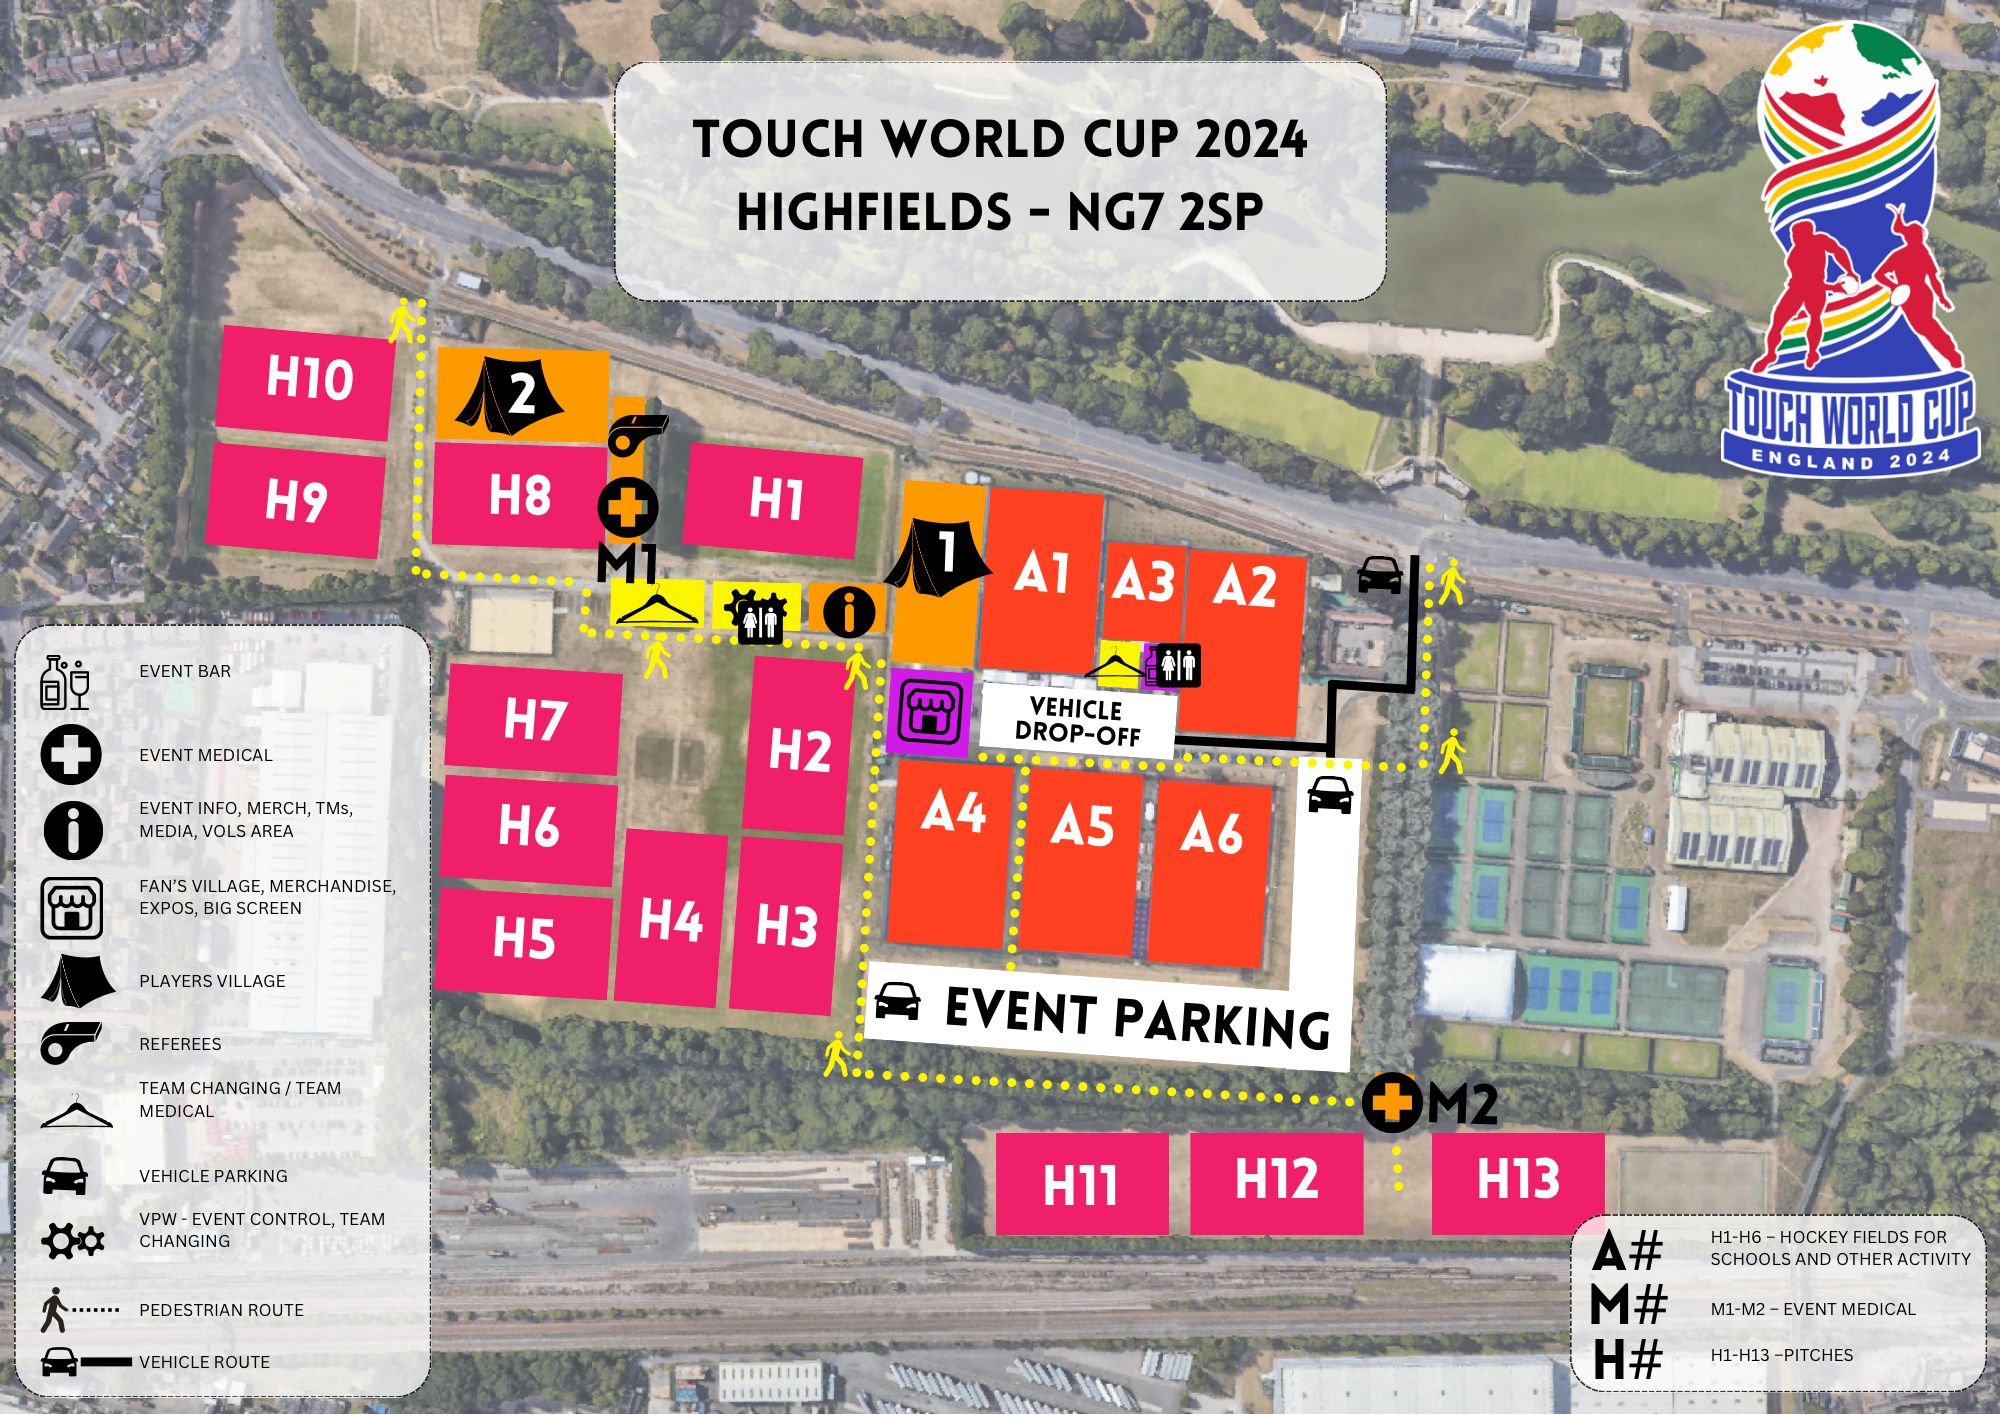 TOUCH WORLD CUP 2024
HIGHFIELDS - NG7 2SP
TOUCH WORLD CUP
ENGLAND 2024
H10
2
H9
H8
H1
M1
1
A1
A3
A2
H7
H2
VEHICLE
DROP-OFF
H6
A4
A5
A6
H5
H4
H3
EVENT PARKING
M2
H11
H12
H13
EVENT BAR
EVENT MEDICAL
EVENT INFO, MERCH, TMs,
MEDIA, VOLS AREA
FAN'S VILLAGE, MERCHANDISE,
EXPOS, BIG SCREEN
PLAYERS VILLAGE
REFEREES
TEAM CHANGING / TEAM
MEDICAL
VEHICLE PARKING
VPW - EVENT CONTROL, TEAM
CHANGING
PEDESTRIAN ROUTE
VEHICLE ROUTE
A# H1-H6 – HOCKEY FIELDS FOR
SCHOOLS AND OTHER ACTIVITY
M# M1-M2 – EVENT MEDICAL
H# H1-H13 –PITCHES